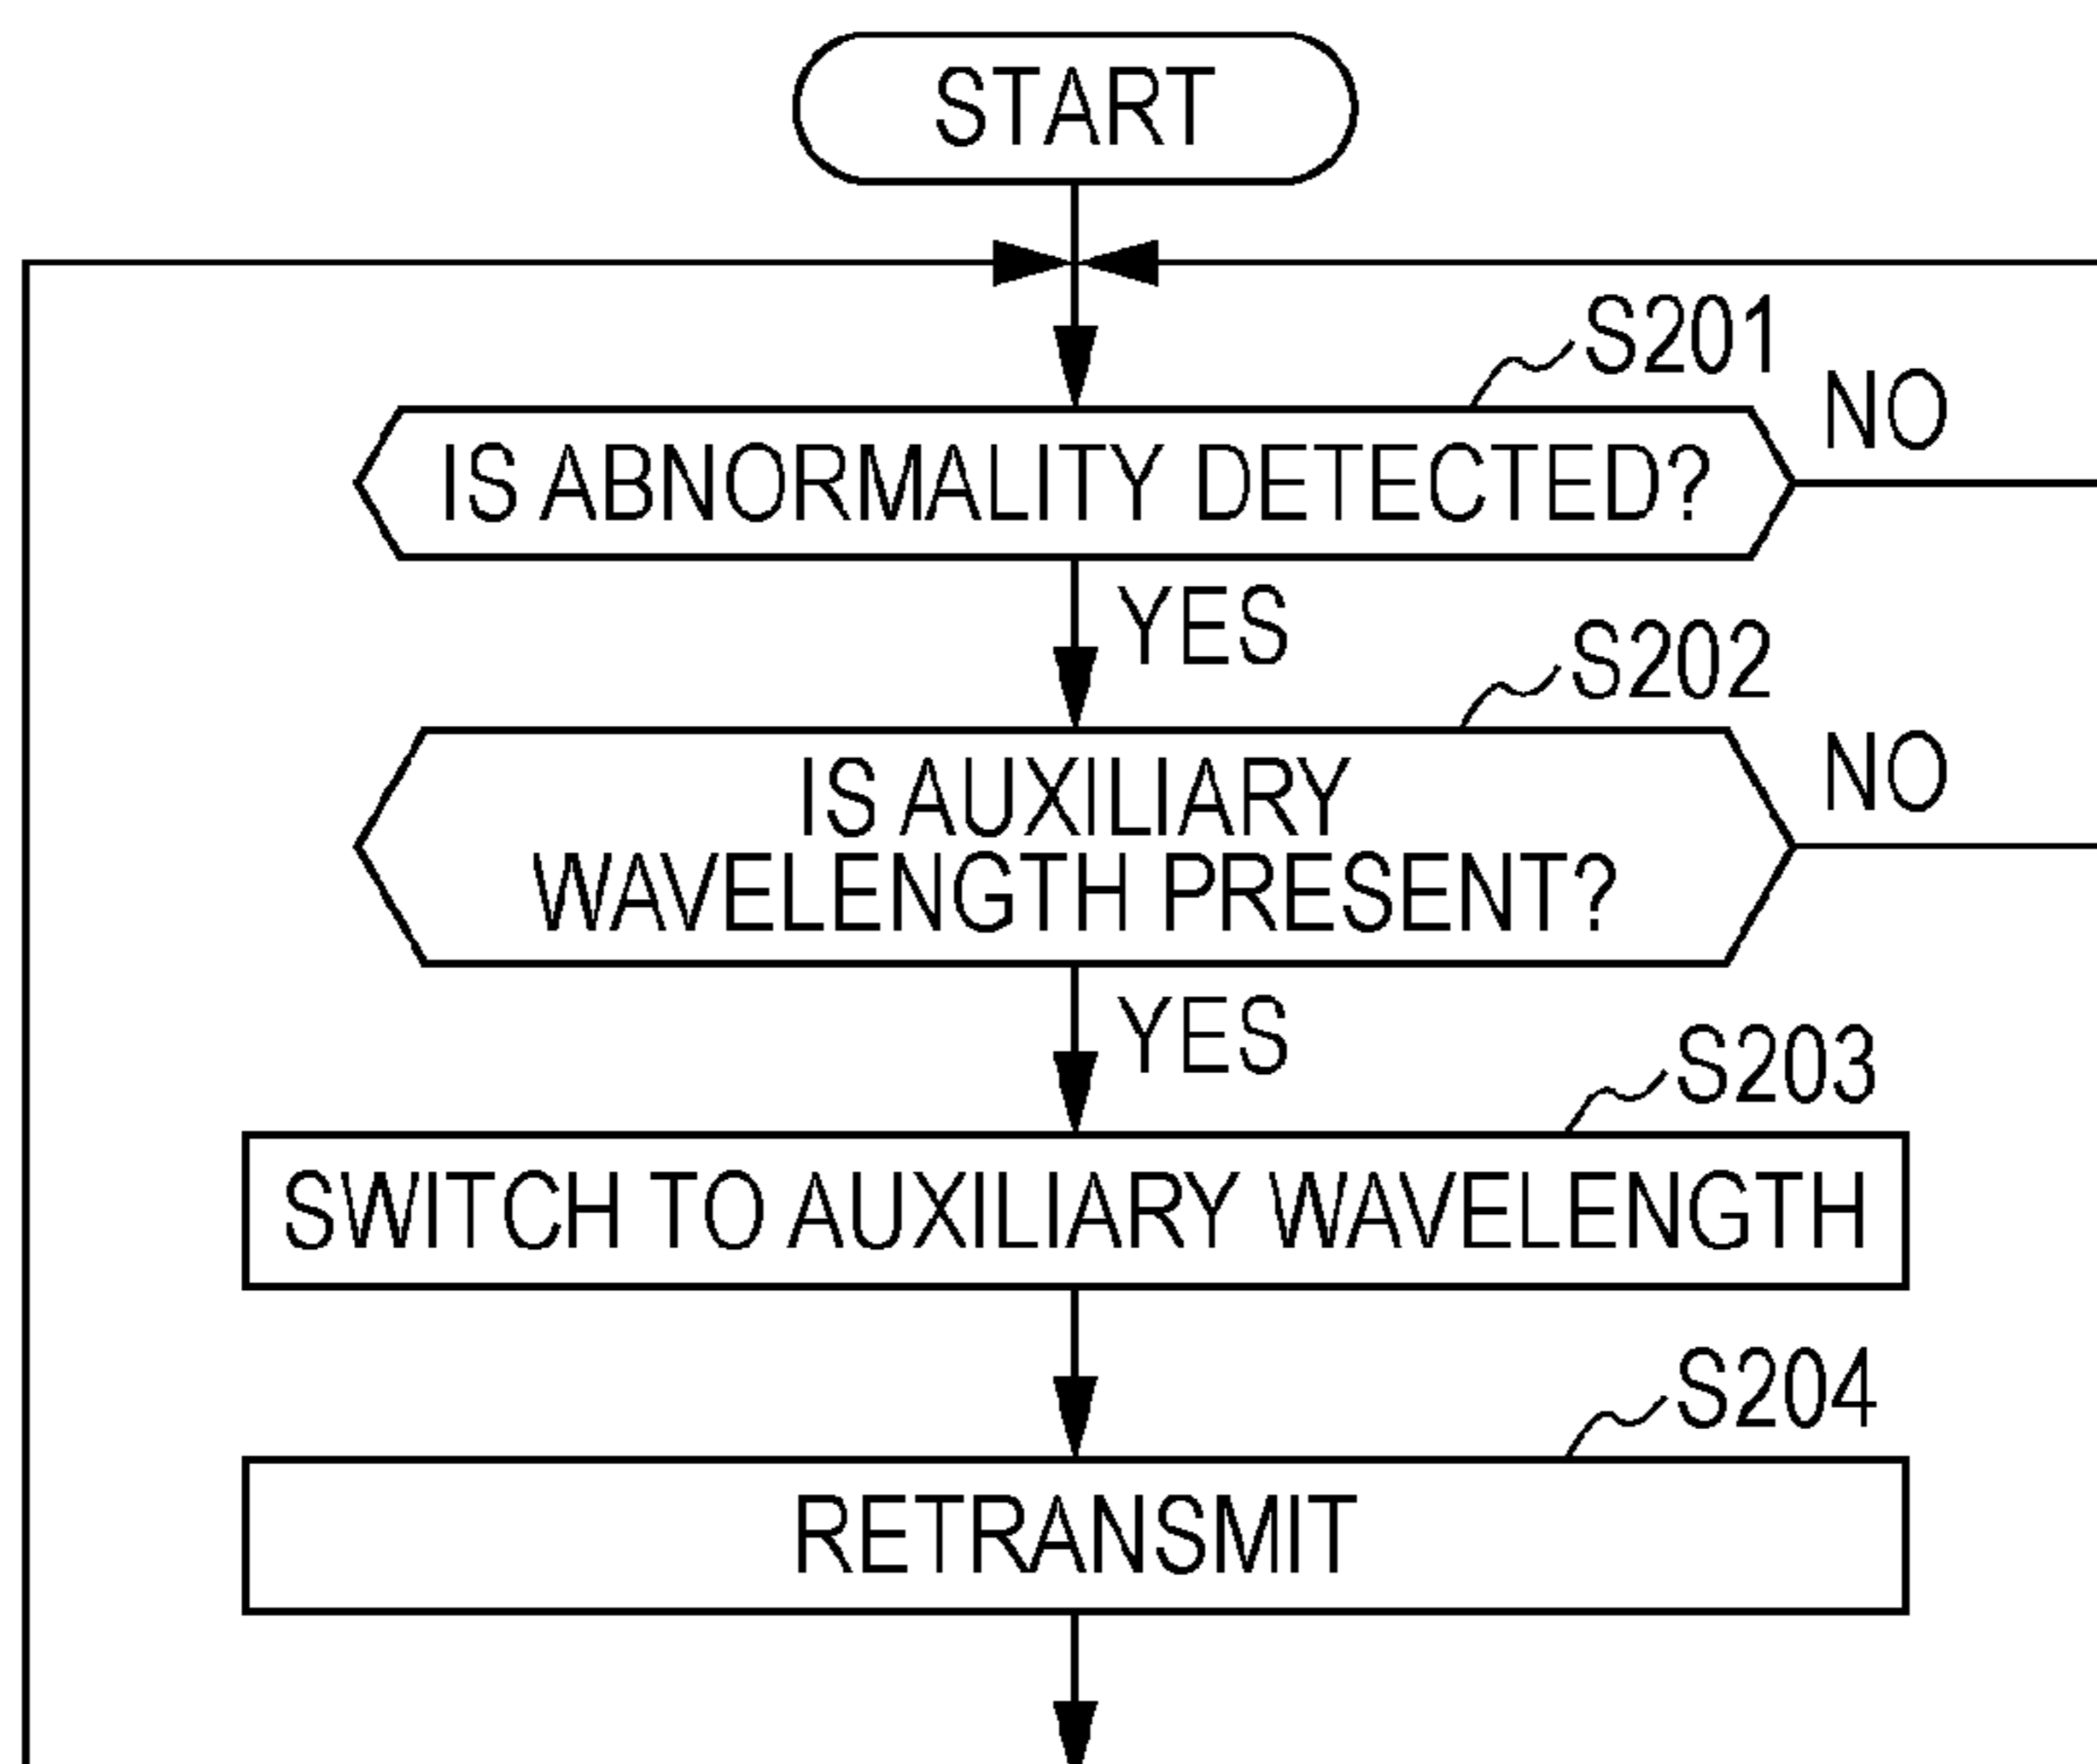 START
S201
IS ABNORMALITY DETECTED?
NO
YES
S202
IS AUXILIARY
WAVELENGTH PRESENT?
NO
YES
S203
SWITCH TO AUXILIARY WAVELENGTH
S204
RETRANSMIT